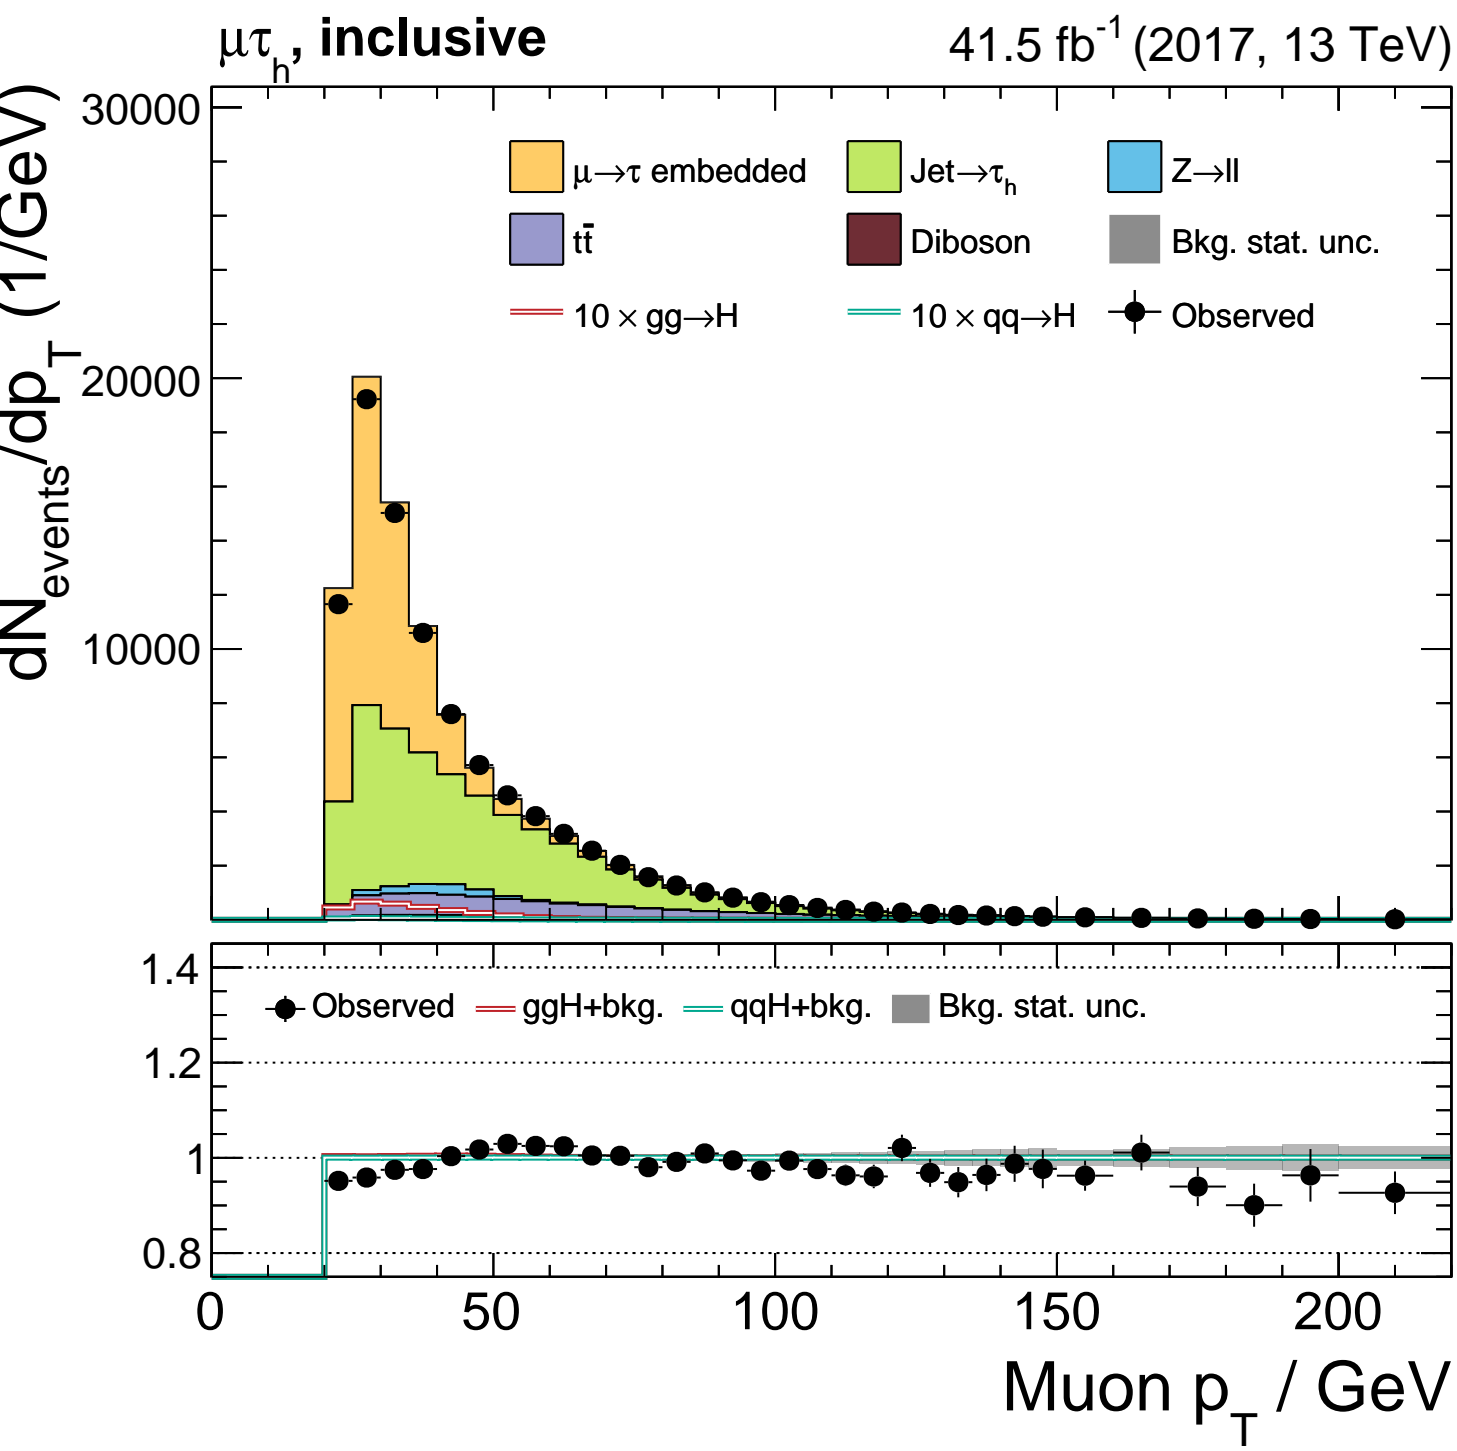 μτh, inclusive
41.5 fb-1 (2017, 13 TeV)
dNevents/dpT (1/GeV)
30000
20000
10000
μ→τ embedded
Jet→τh
Z→ll
tt̄
Diboson
Bkg. stat. unc.
10 × gg→H
10 × qq→H
Observed
1.4
1.2
1
0.8
Observed
ggH+bkg.
qqH+bkg.
Bkg. stat. unc.
0
50
100
150
200
Muon pT / GeV